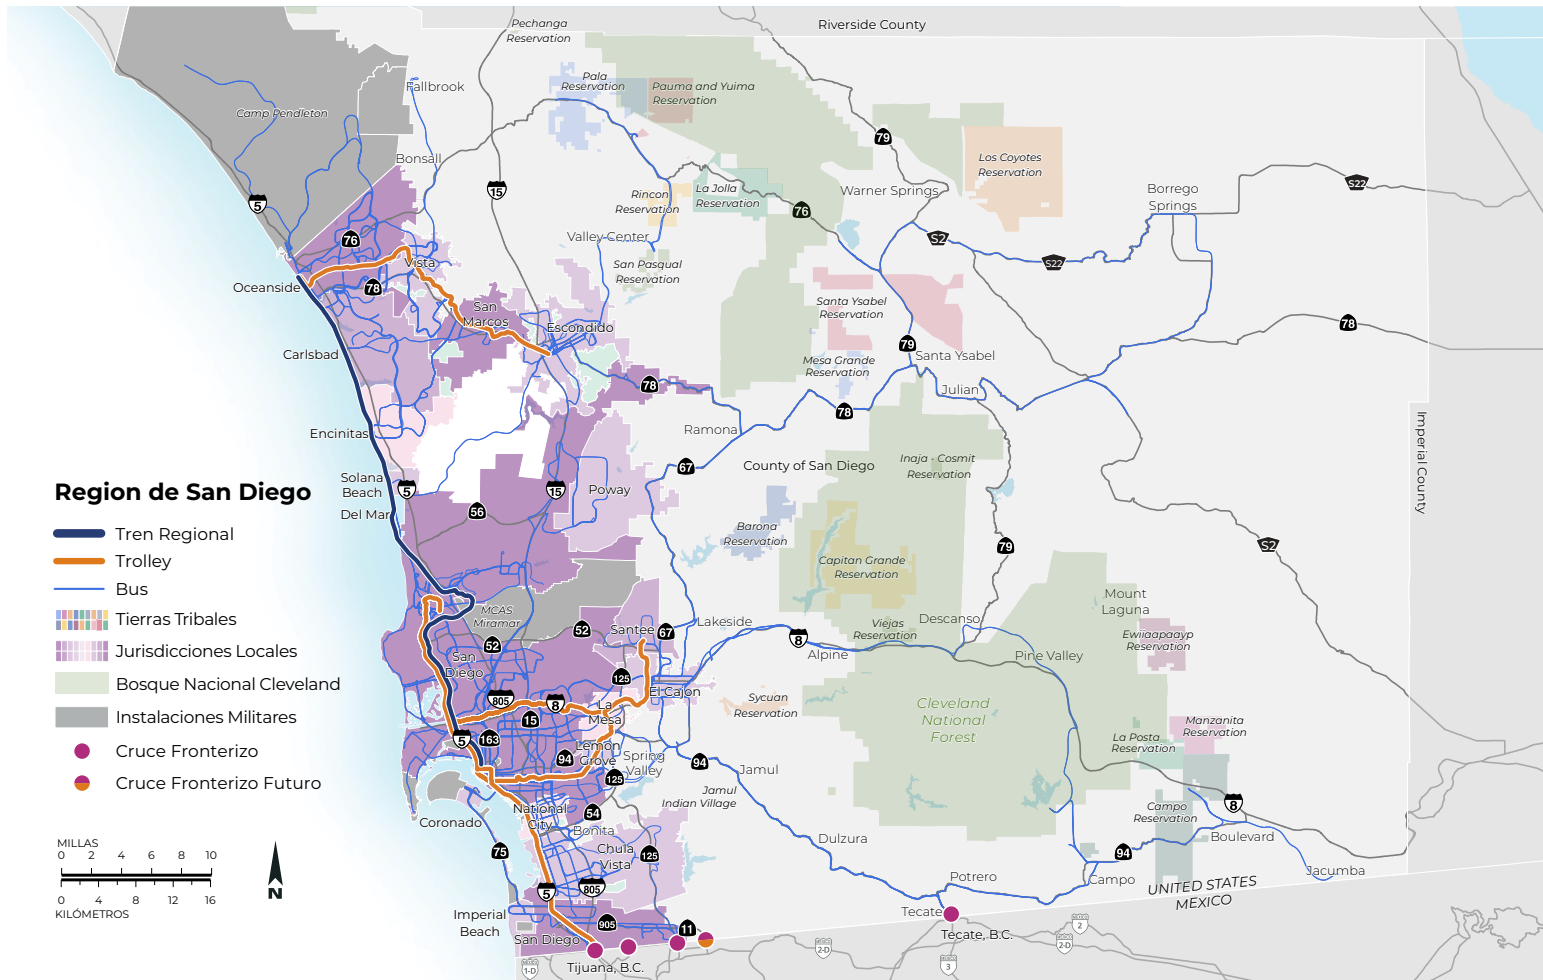 Pechanga
Reservation
Riverside County
Fallbrook
Pala
Reservation
Pauma and Yuima
Reservation
Camp Pendleton
79
Bonsall
Los Coyotes
Reservation
15
5
Rincon
Reservation
La Jolla
Reservation
Warner Springs
Borrego
Springs
S22
76
76
Valley Center
S2
S22
Vista
San Pasqual
Reservation
Oceanside
78
San
Marcos
Santa Ysabel
Reservation
78
Escondido
79
Carlsbad
Mesa Grande
Reservation
Santa Ysabel
78
Julian
78
Encinitas
Ramona
Imperial County
67
County of San Diego
Inaja - Cosmit
Reservation
Solana
Beach
5
15
Poway
Del Mar
56
Barona
Reservation
79
S2
Capitan Grande
Reservation
Region de San Diego
Tren Regional
Trolley
Bus
Tierras Tribales
Jurisdicciones Locales
Bosque Nacional Cleveland
Instalaciones Militares
Cruce Fronterizo
Cruce Fronterizo Futuro
MILLAS
0 2 4 6 8 10
0 4 8 12 16
KILÓMETROS
N
MCAS
Miramar
52
52
Santee
67
Lakeside
Mount
Laguna
Viejas
Reservation
Descanso
8
Alpine
Ewiiaapaayp
Reservation
Pine Valley
San
Diego
125
El Cajon
805
8
La
Mesa
15
Sycuan
Reservation
Cleveland
National
Forest
5
163
Manzanita
Reservation
La Posta
Reservation
94
Lemon
Grove
Spring
Valley
125
94
Jamul
Jamul
Indian Village
National
City
54
Coronado
Bonita
8
Campo
Reservation
Boulevard
Dulzura
75
Chula
Vista
125
94
805
5
Potrero
Campo
Jacumba
UNITED STATES
MEXICO
Imperial
Beach
905
11
Tecate
Tecate, B.C.
San Diego
Tijuana, B.C.
1-D
2-D
3
2-D
2